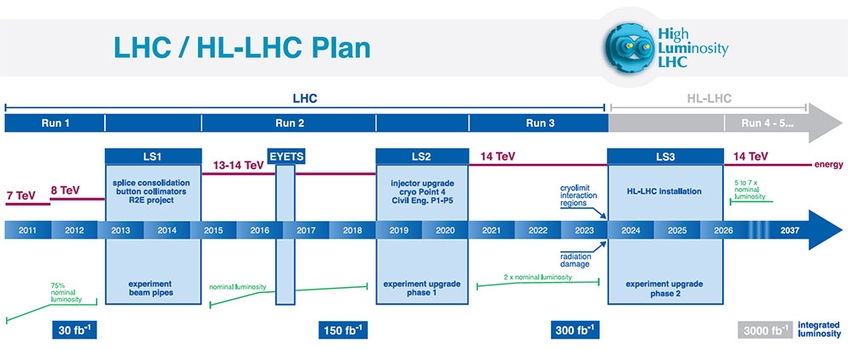 LHC / HL-LHC Plan
High
Luminosity
LHC
LHC
HL-LHC
Run 1
Run 2
Run 3
Run 4 - 5...
LS1
EYETS
LS2
LS3
13-14 TeV
14 TeV
14 TeV
energy
7 TeV
8 TeV
splice consolidation
button collimators
R2E project
injector upgrade
cryo Point 4
Civil Eng. P1-P5
cryolimit
interaction
regions
HL-LHC installation
5 to 7 x
nominal
luminosity
2011 2012 2013 2014 2015 2016 2017 2018 2019 2020 2021 2022 2023 2024 2025 2026 2037
radiation
damage
75%
nominal
luminosity
experiment
beam pipes
nominal luminosity
experiment upgrade
phase 1
2 x nominal luminosity
experiment upgrade
phase 2
30 fb-1
150 fb-1
300 fb-1
3000 fb-1
integrated
luminosity